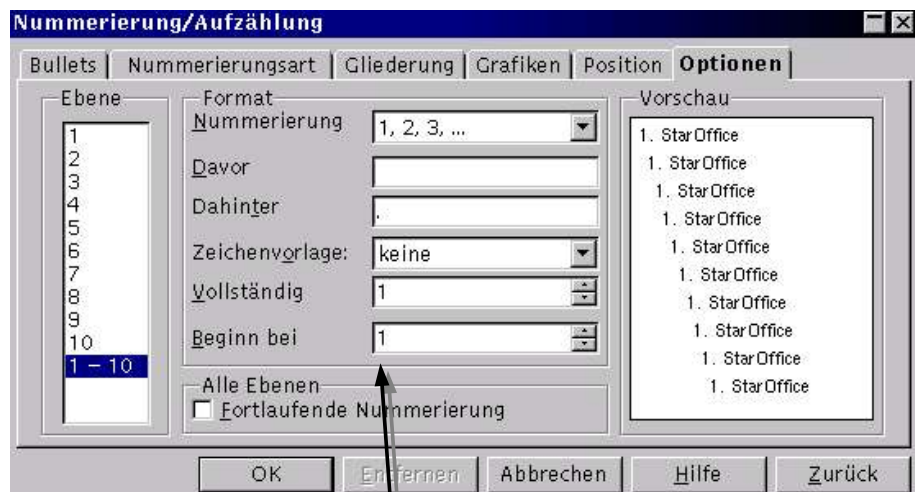 Nummerierung/Aufzählung
Bullets Nummerierungsart Gliederung Grafiken Position Optionen
Ebene
1
2
3
4
5
6
7
8
9
10
1 – 10
Format
Nummerierung 1, 2, 3, ...
Davor
Dahinter .
Zeichenvorlage: keine
Vollständig 1
Beginn bei 1
Alle Ebenen
Fortlaufende Nummerierung
Vorschau
1. StarOffice
1. StarOffice
1. StarOffice
1. StarOffice
1. StarOffice
1. StarOffice
1. StarOffice
1. StarOffice
1. StarOffice
1. StarOffice
OK Entfernen Abbrechen Hilfe Zurück